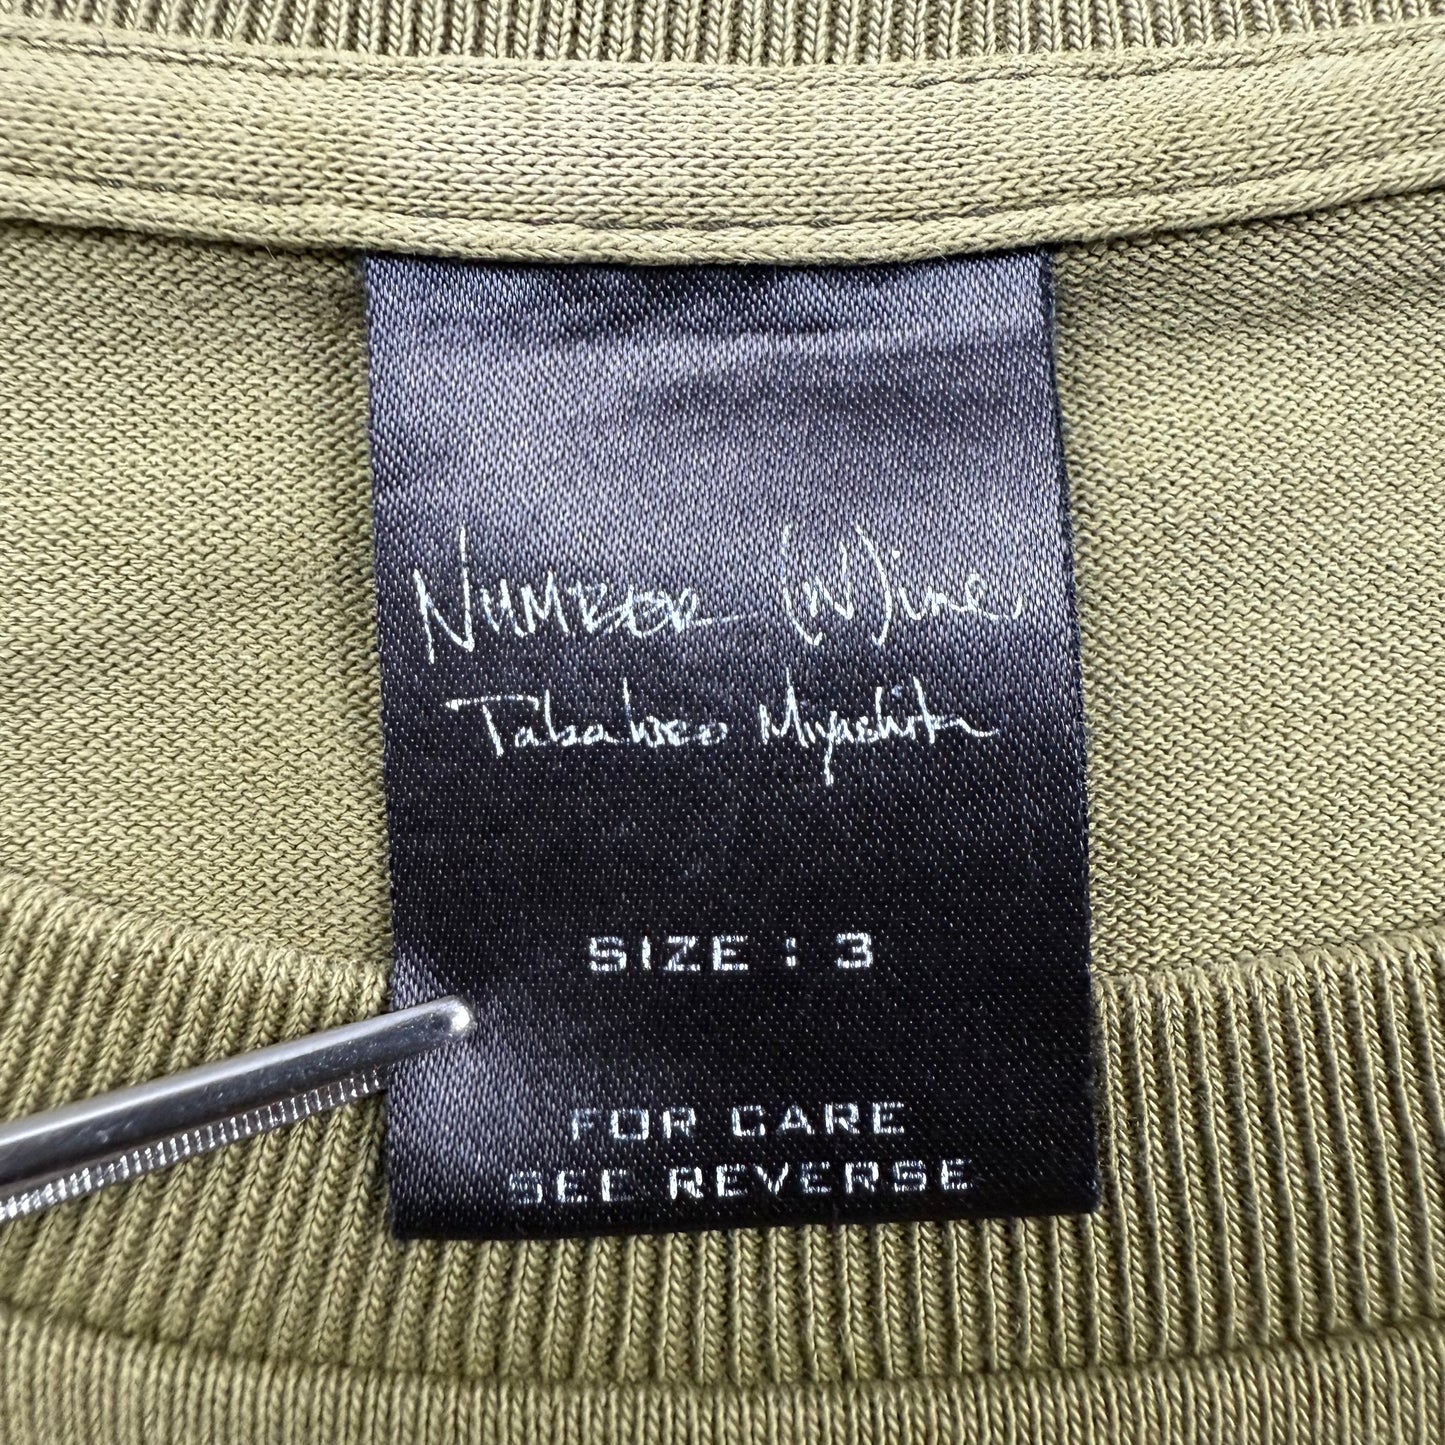 NUMBER (N)ine
Takahiro Miyashita
SIZE : 3
FOR CARE
SEE REVERSE